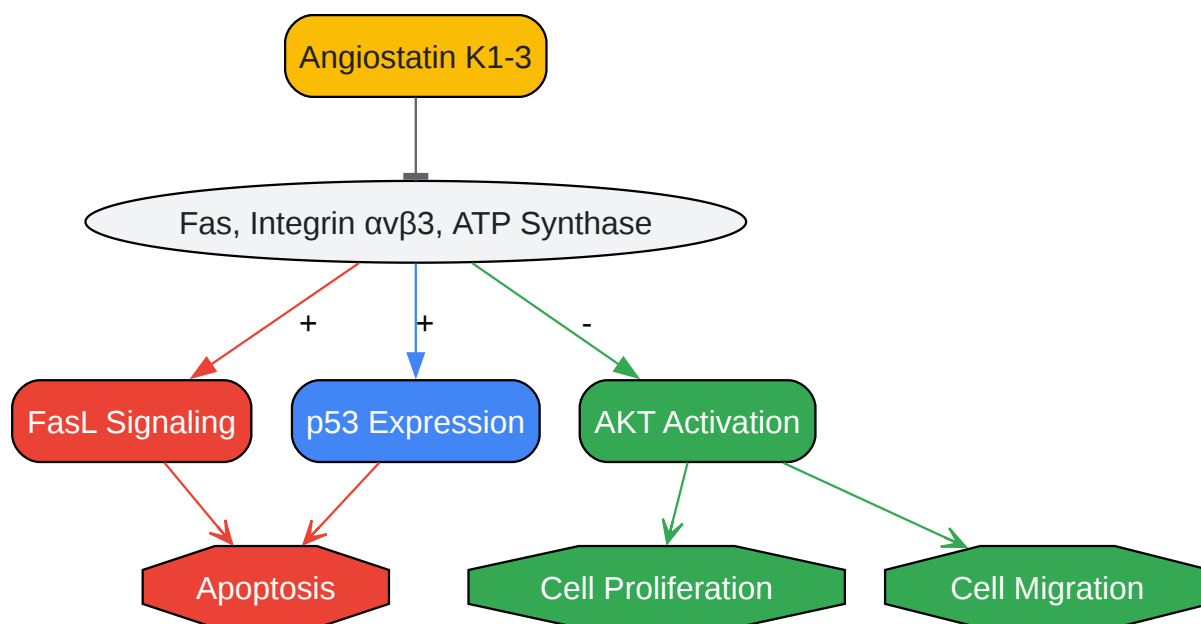 Angiostatin K1-3
Fas, Integrin αvβ3, ATP Synthase
+
+
-
FasL Signaling
p53 Expression
AKT Activation
Apoptosis
Cell Proliferation
Cell Migration